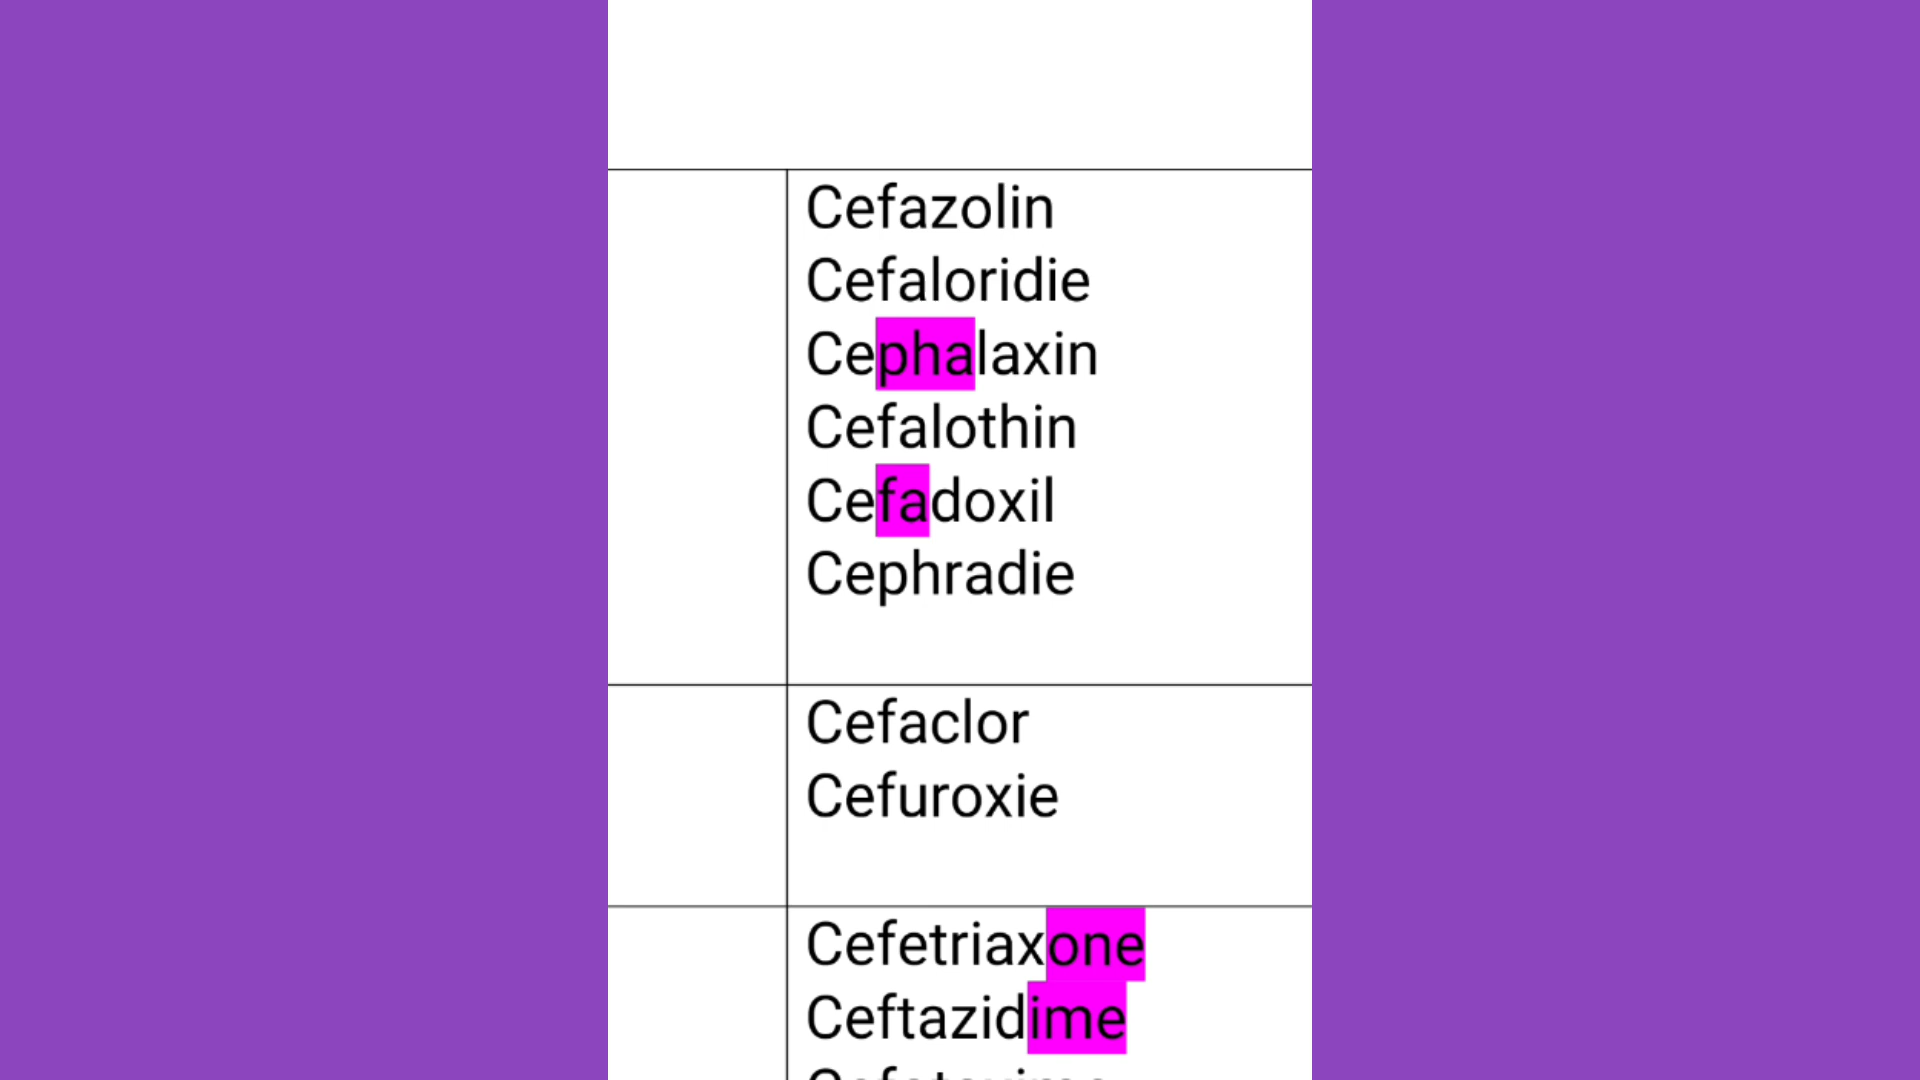 Cefazolin
Cefaloridie
Cephalaxin
Cefalothin
Cefadoxil
Cephradie
Cefaclor
Cefuroxie
Cefetriaxone
Ceftazidime